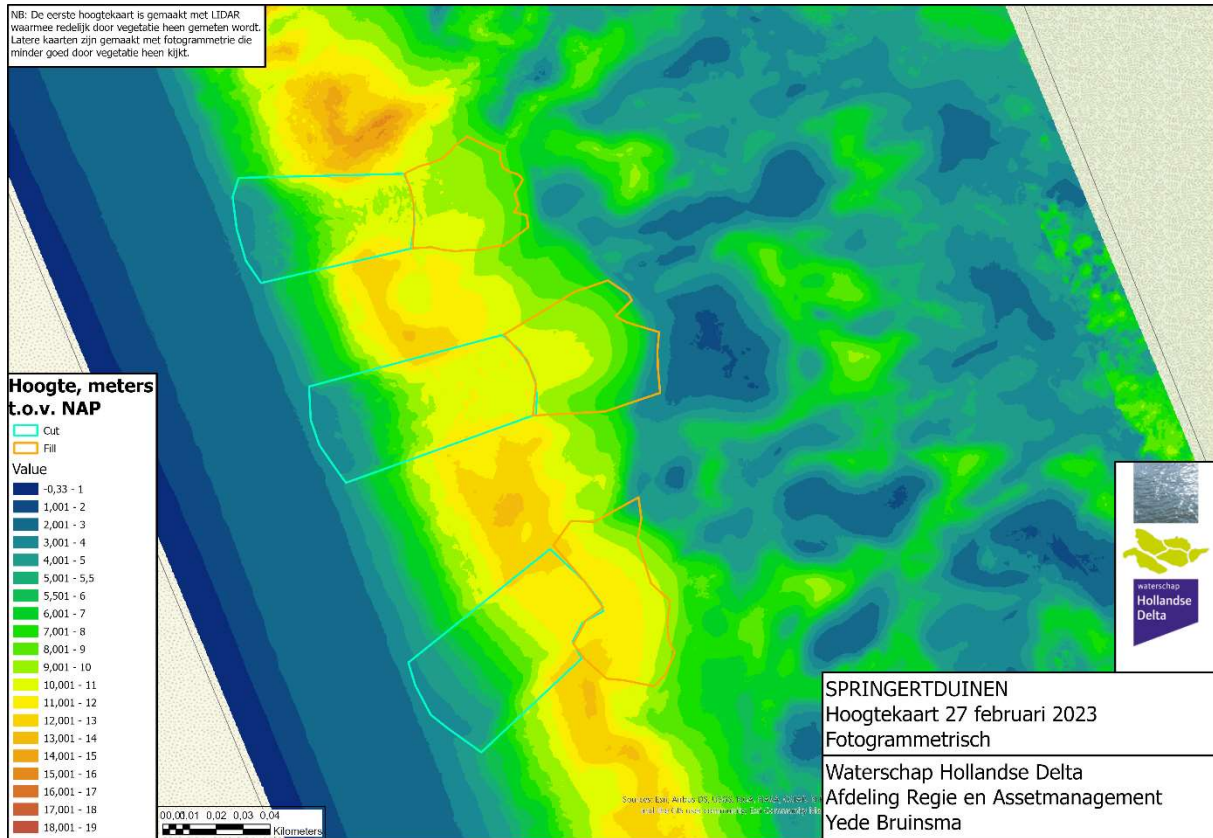 NB: De eerste hoogtekaart is gemaakt met LIDAR
waarmee redelijk door vegetatie heen gemeten wordt.
Latere kaarten zijn gemaakt met fotogrammetrie die
minder goed door vegetatie heen kijkt.
Hoogte, meters
t.o.v. NAP
Cut
Fill
Value
-0,33 - 1
1,001 - 2
2,001 - 3
3,001 - 4
4,001 - 5
5,001 - 5,5
5,501 - 6
6,001 - 7
7,001 - 8
8,001 - 9
9,001 - 10
10,001 - 11
11,001 - 12
12,001 - 13
13,001 - 14
14,001 - 15
15,001 - 16
16,001 - 17
17,001 - 18
18,001 - 19
0,02 0,03 0,04
Kilometers
Sources: Esri, Airbus DS, USGS,
waterschap
Hollandse
Delta
SPRINGERTDUINEN
Hoogtekaart 27 februari 2023
Fotogrammetrisch
Waterschap Hollandse Delta
Afdeling Regie en Assetmanagement
Yede Bruinsma